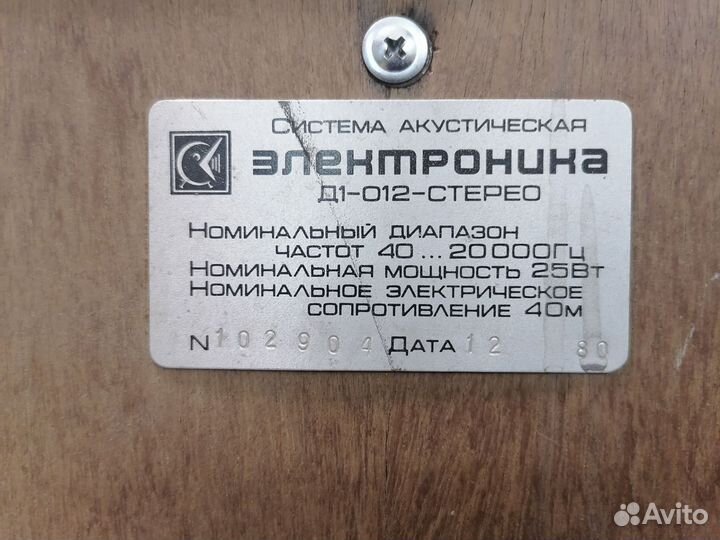 Система акустическая
Электроника
Д1-012-стерео
Номинальный диапазон
частот 40 ... 20 000Гц
Номинальная мощность 25Вт
Номинальное электрическое
сопротивление 4Ом
N 102904 Дата 12 80
Avito